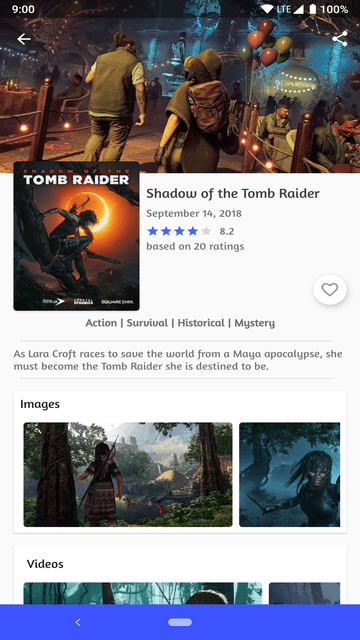 9:00
LTE
100%
SHADOW OF THE
TOMB RAIDER
SQUARE ENIX
Shadow of the Tomb Raider
September 14, 2018
8.2
based on 20 ratings
Action | Survival | Historical | Mystery
As Lara Croft races to save the world from a Maya apocalypse, she
must become the Tomb Raider she is destined to be.
Images
Videos